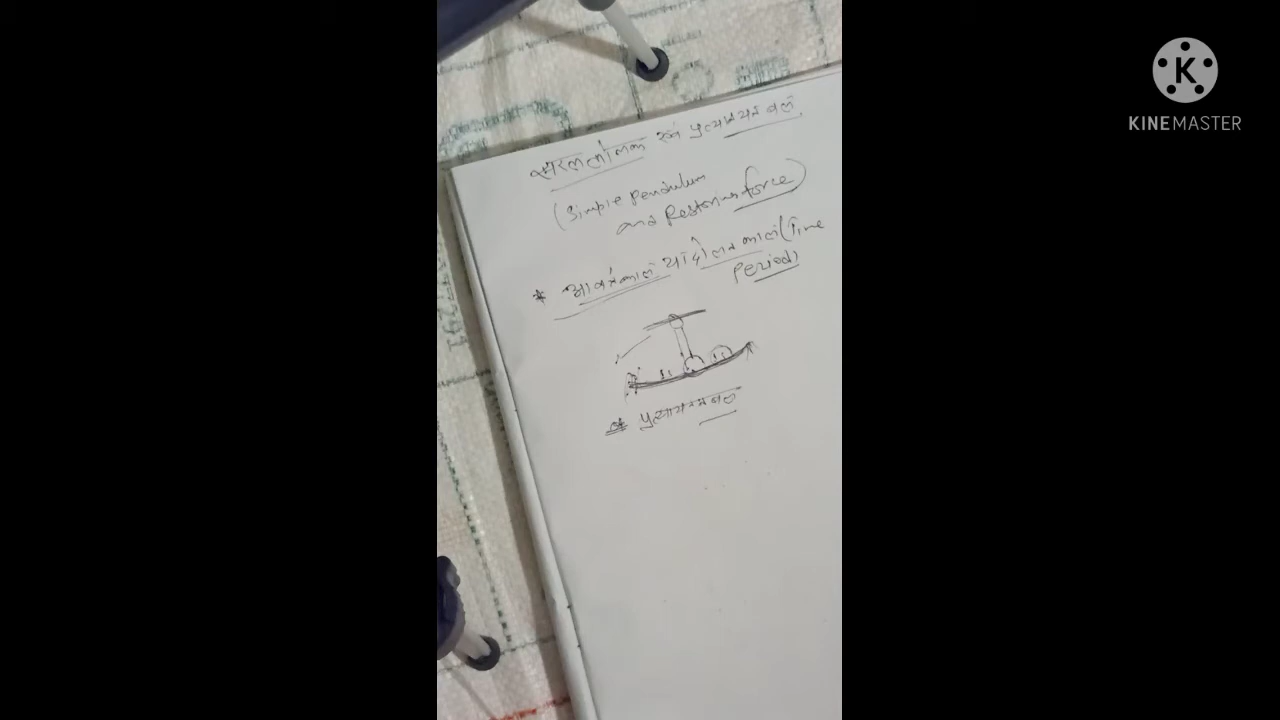 सरल लोलक एवं प्रत्यानयन बल
(Simple Pendulum
and Restoring force)
* आवर्तकाल या दोलन काल (Time
Period)
* प्रत्यानयन बल
K
KINEMASTER